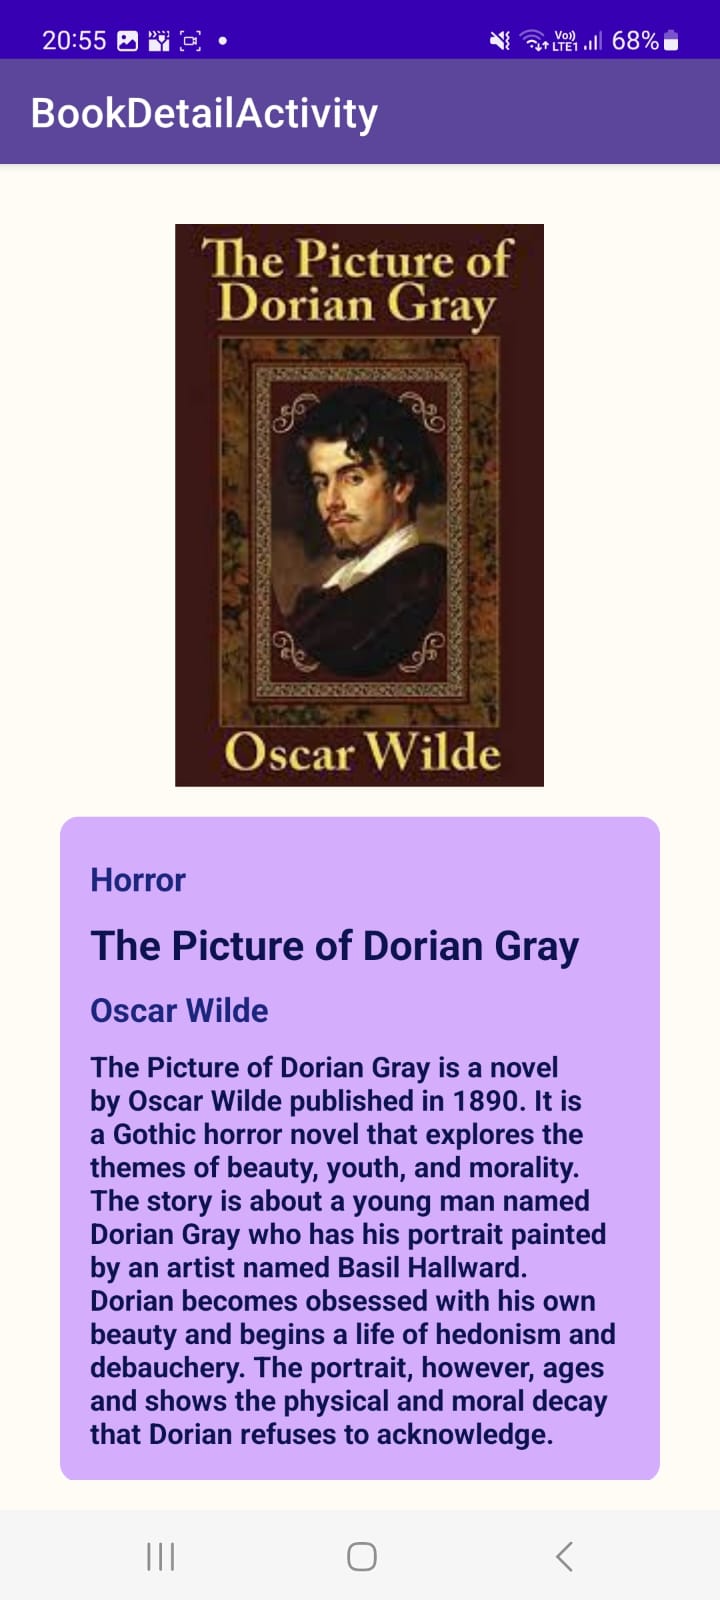 20:55
Vo))
LTE1
68%
BookDetailActivity
The Picture of
Dorian Gray
Oscar Wilde
Horror
The Picture of Dorian Gray
Oscar Wilde
The Picture of Dorian Gray is a novel
by Oscar Wilde published in 1890. It is
a Gothic horror novel that explores the
themes of beauty, youth, and morality.
The story is about a young man named
Dorian Gray who has his portrait painted
by an artist named Basil Hallward.
Dorian becomes obsessed with his own
beauty and begins a life of hedonism and
debauchery. The portrait, however, ages
and shows the physical and moral decay
that Dorian refuses to acknowledge.